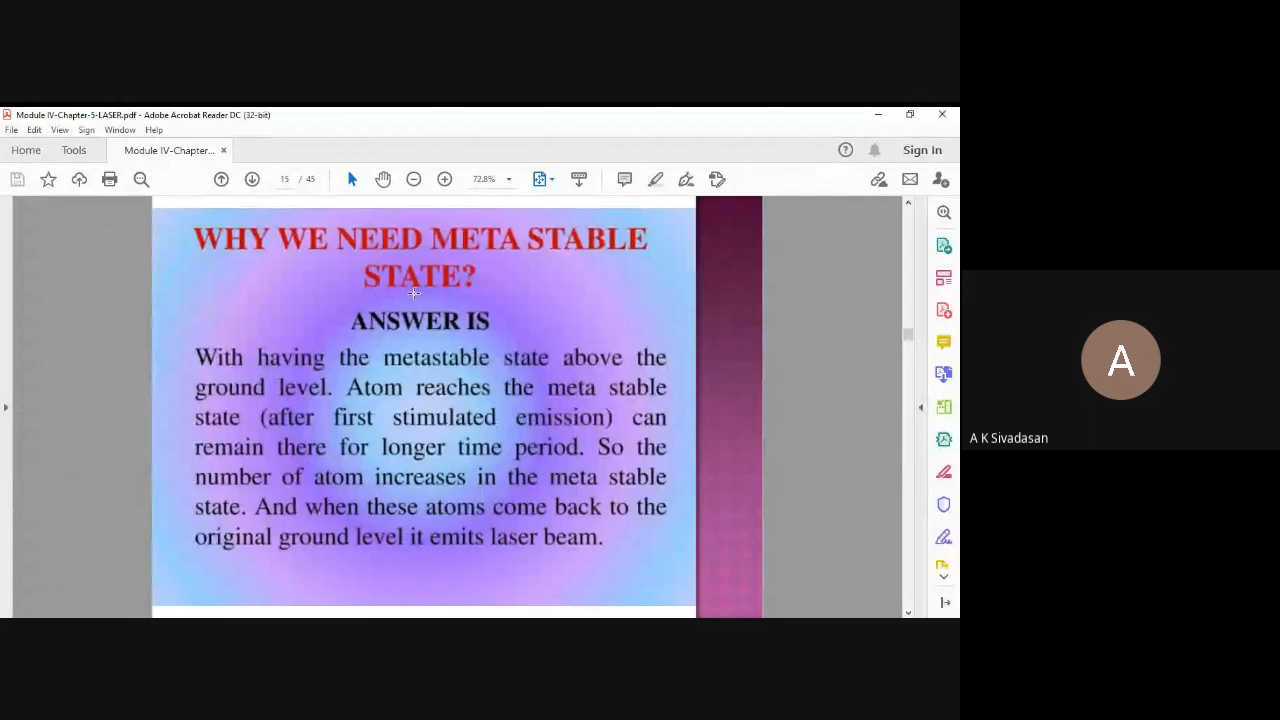 Module IV-Chapter-5-LASER.pdf - Adobe Acrobat Reader DC (32-bit)
File Edit View Sign Window Help
Home Tools Module IV-Chapter... × Sign In
15 / 45 72.8%
WHY WE NEED META STABLE
STATE?
ANSWER IS
With having the metastable state above the
ground level. Atom reaches the meta stable
state (after first stimulated emission) can
remain there for longer time period. So the
number of atom increases in the meta stable
state. And when these atoms come back to the
original ground level it emits laser beam.
A
A K Sivadasan